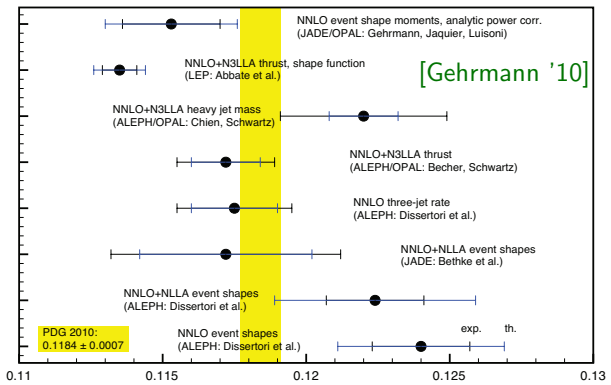 NNLO event shape moments, analytic power corr.
(JADE/OPAL: Gehrmann, Jaquier, Luisoni)
NNLO+N3LLA thrust, shape function
(LEP: Abbate et al.)
[Gehrmann '10]
NNLO+N3LLA heavy jet mass
(ALEPH/OPAL: Chien, Schwartz)
NNLO+N3LLA thrust
(ALEPH/OPAL: Becher, Schwartz)
NNLO three-jet rate
(ALEPH: Dissertori et al.)
NNLO+NLLA event shapes
(JADE: Bethke et al.)
NNLO+NLLA event shapes
(ALEPH: Dissertori et al.)
PDG 2010:
0.1184 ± 0.0007
NNLO event shapes
(ALEPH: Dissertori et al.)
exp. th.
0.11 0.115 0.12 0.125 0.13